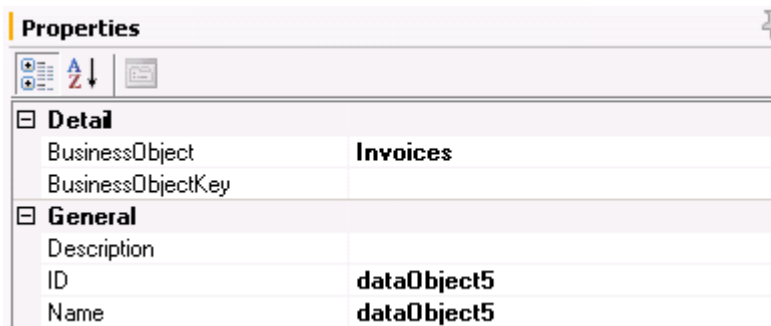 Properties
A
Z
Detail
BusinessObject Invoices
BusinessObjectKey
General
Description
ID dataObject5
Name dataObject5